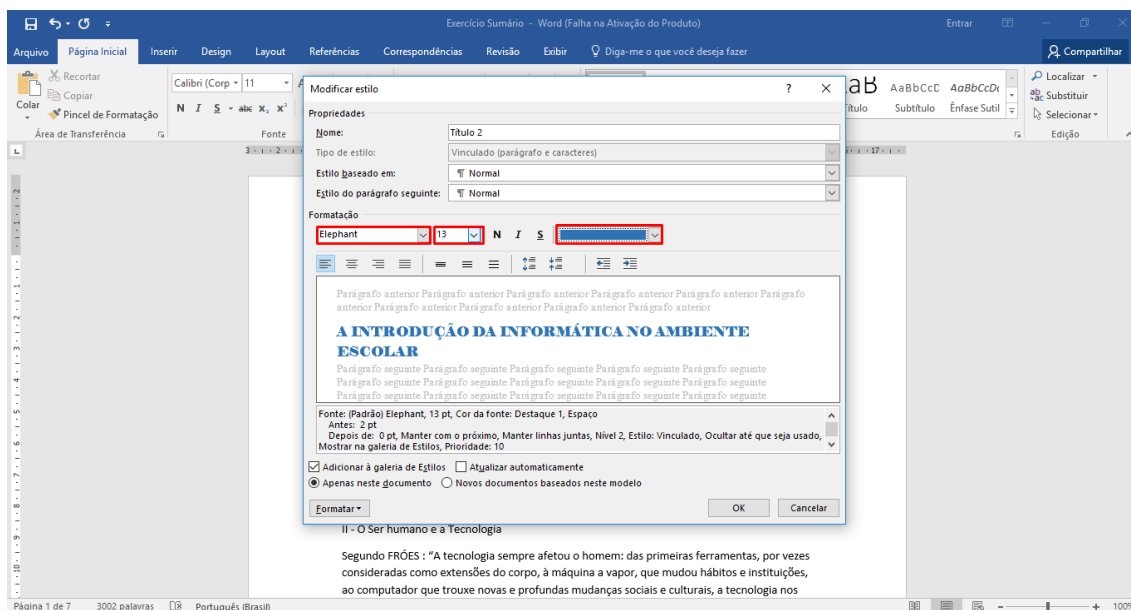 Exercício Sumário - Word (Falha na Ativação do Produto)
Entrar
Arquivo Página Inicial Inserir Design Layout Referências Correspondências Revisão Exibir Diga-me o que você deseja fazer Compartilhar
Colar
Recortar
Copiar
Pincel de Formatação
Área de Transferência
Calibri (Corp 11
N I S abc X₂ X²
Fonte
AaBbCcD AaBbCcDc
Subtítulo Ênfase Sutil
Localizar
Substituir
Selecionar
Edição
Modificar estilo ? ×
Propriedades
Nome: Título 2
Tipo de estilo: Vinculado (parágrafo e caracteres)
Estilo baseado em: ¶ Normal
Estilo do parágrafo seguinte: ¶ Normal
Formatação
Elephant 13 N I S
Parágrafo anterior Parágrafo anterior Parágrafo anterior Parágrafo anterior Parágrafo anterior Parágrafo
anterior Parágrafo anterior Parágrafo anterior Parágrafo anterior Parágrafo anterior
A INTRODUÇÃO DA INFORMÁTICA NO AMBIENTE
ESCOLAR
Parágrafo seguinte Parágrafo seguinte Parágrafo seguinte Parágrafo seguinte Parágrafo seguinte
Parágrafo seguinte Parágrafo seguinte Parágrafo seguinte Parágrafo seguinte Parágrafo seguinte
Parágrafo seguinte Parágrafo seguinte Parágrafo seguinte Parágrafo seguinte Parágrafo seguinte
Fonte: (Padrão) Elephant, 13 pt, Cor da fonte: Destaque 1, Espaço
Antes: 2 pt
Depois de: 0 pt, Manter com o próximo, Manter linhas juntas, Nível 2, Estilo: Vinculado, Ocultar até que seja usado,
Mostrar na galeria de Estilos, Prioridade: 10
Adicionar à galeria de Estilos Atualizar automaticamente
Apenas neste documento Novos documentos baseados neste modelo
Formatar OK Cancelar
II - O Ser humano e a Tecnologia
Segundo FRÓES : “A tecnologia sempre afetou o homem: das primeiras ferramentas, por vezes
consideradas como extensões do corpo, à máquina a vapor, que mudou hábitos e instituições,
ao computador que trouxe novas e profundas mudanças sociais e culturais, a tecnologia nos
Página 1 de 7 3002 palavras Português (Brasil)